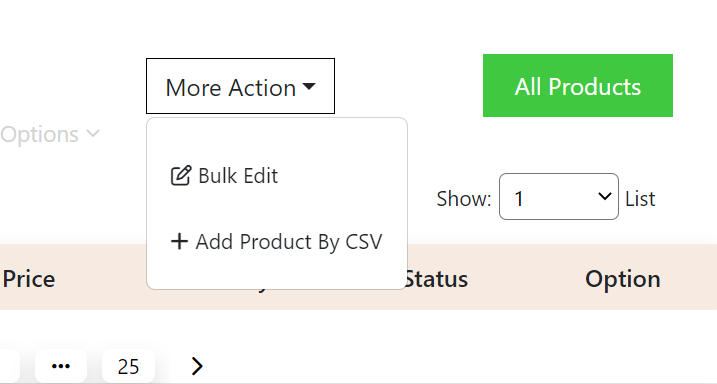 More Action
All Products
Options
Bulk Edit
Show: 1 List
Add Product By CSV
Price Status Option
... 25